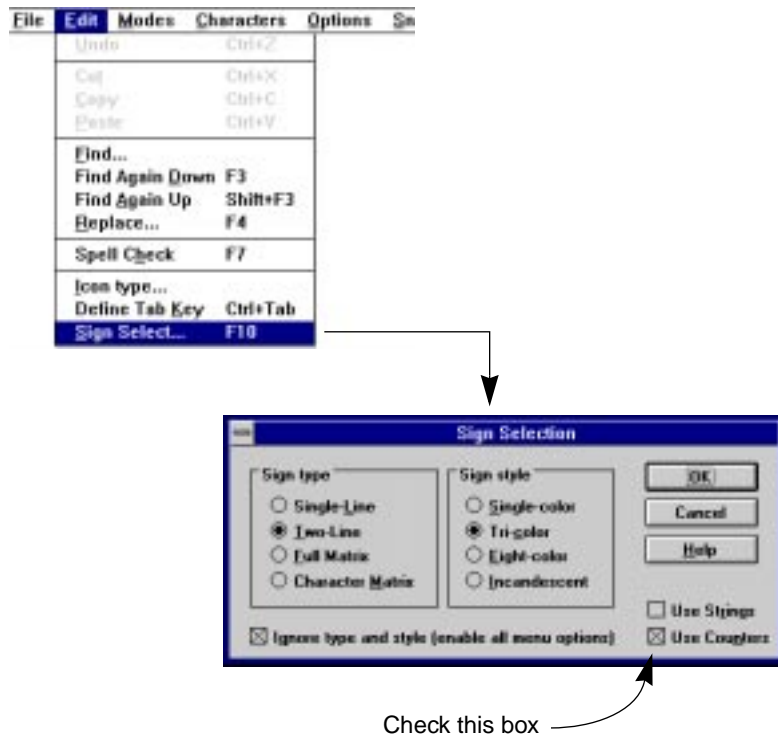 File Edit Modes Characters Options
Undo Ctrl+Z
Cut Ctrl+X
Copy Ctrl+C
Paste Ctrl+V
Find...
Find Again Down F3
Find Again Up Shift+F3
Replace... F4
Spell Check F7
Icon type...
Define Tab Key Ctrl+Tab
Sign Select... F10
Sign Selection
Sign type
Single-Line
Two-Line
Full Matrix
Character Matrix
Sign style
Single-color
Tri-color
Eight-color
Incandescent
OK
Cancel
Help
Use Strings
Ignore type and style (enable all menu options)
Use Counters
Check this box